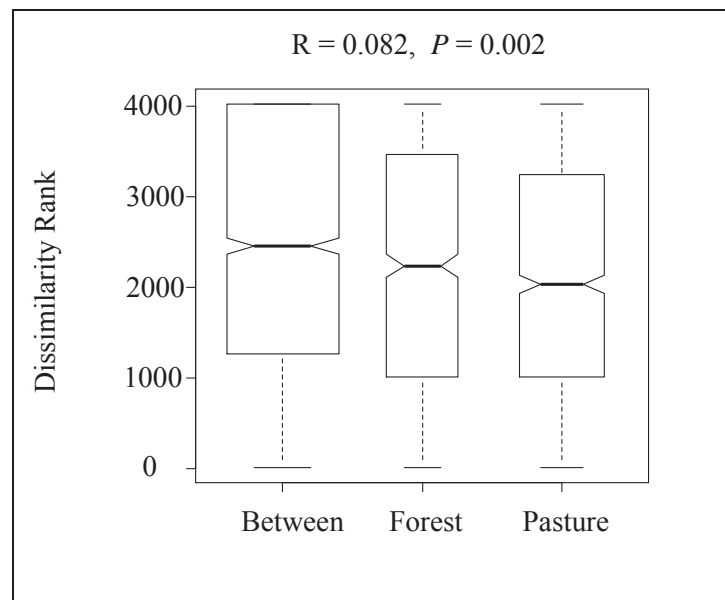 R = 0.082, P = 0.002
Dissimilarity Rank
4000
3000
2000
1000
0
Between Forest Pasture